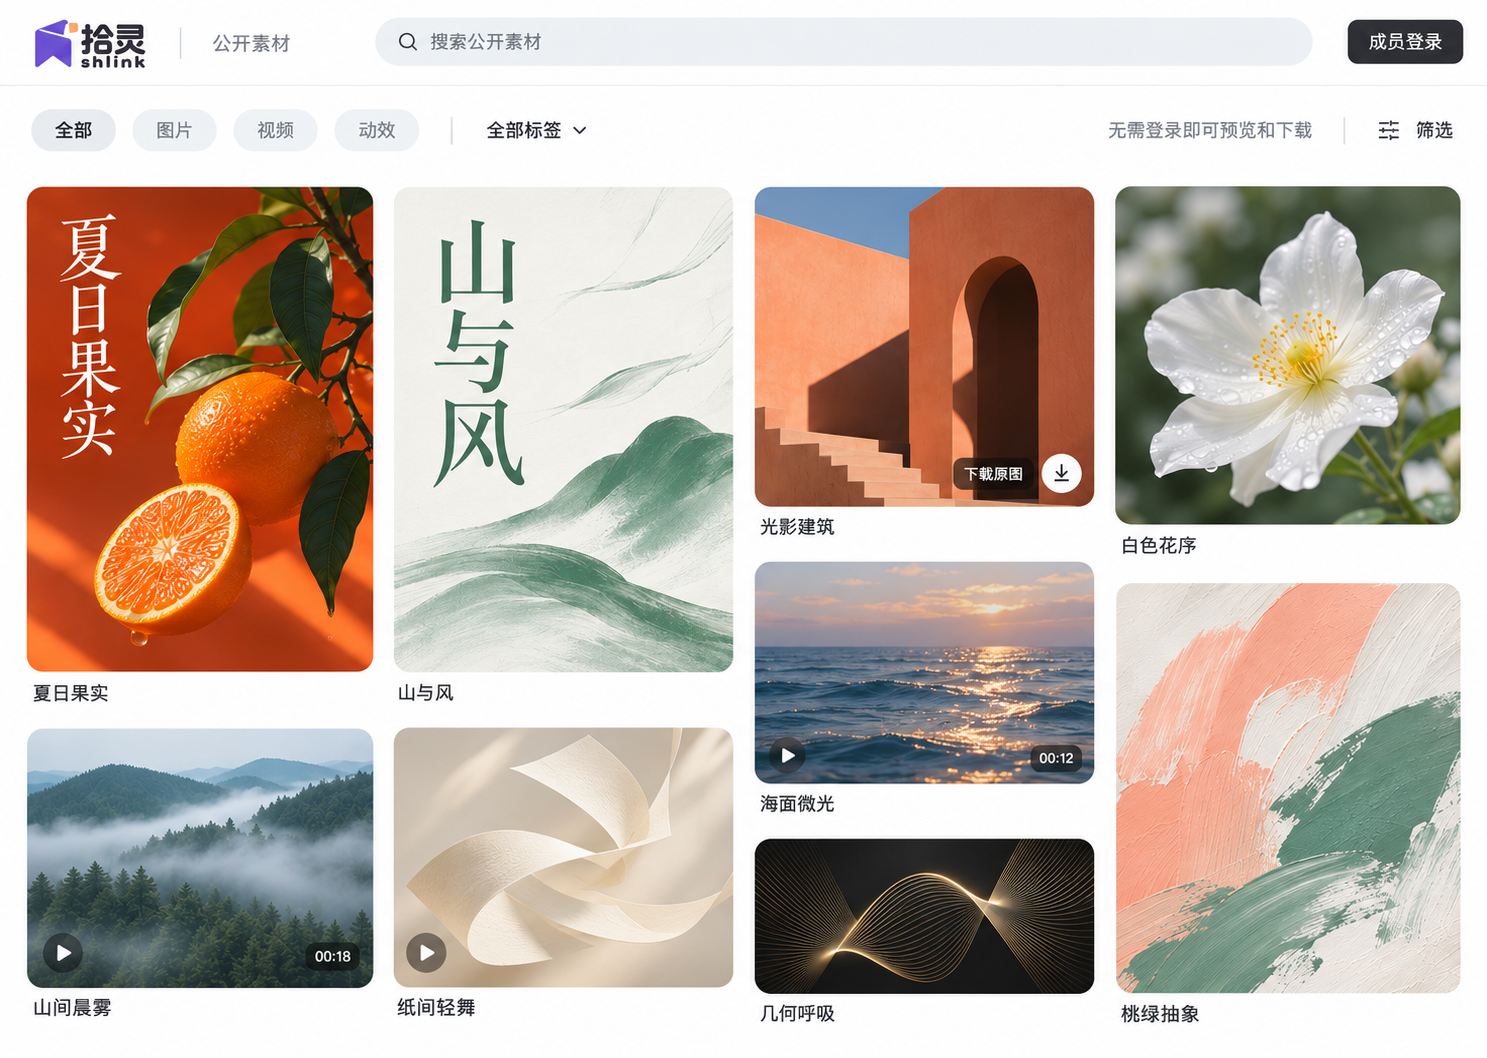 拾灵
shlink
公开素材
搜索公开素材
成员登录
全部
图片
视频
动效
全部标签
无需登录即可预览和下载
筛选
夏日果实
夏日果实
山与风
山与风
下载原图
光影建筑
白色花序
00:18
山间晨雾
纸间轻舞
00:12
海面微光
几何呼吸
桃绿抽象